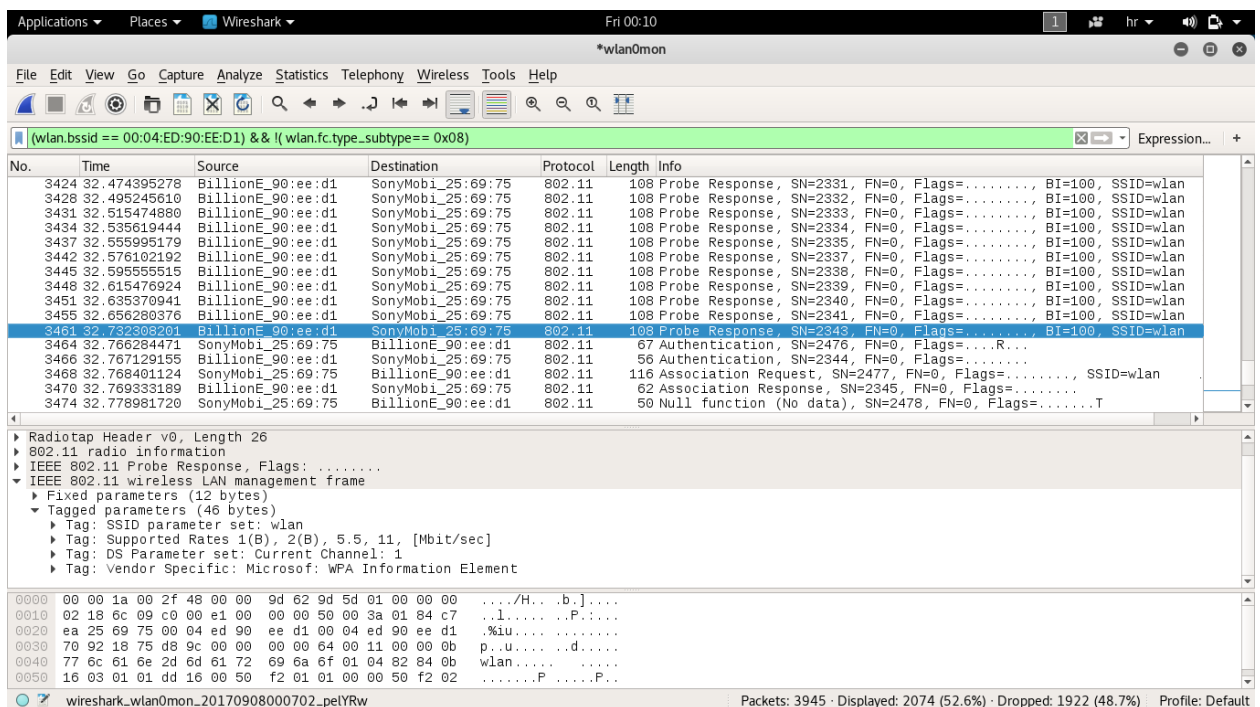 Applications Places Wireshark Fri 00:10 1 hr
*wlan0mon
File Edit View Go Capture Analyze Statistics Telephony Wireless Tools Help
(wlan.bssid == 00:04:ED:90:EE:D1) && !( wlan.fc.type_subtype== 0x08) Expression... +
No. Time Source Destination Protocol Length Info
3424 32.474395278 BillionE_90:ee:d1 SonyMobi_25:69:75 802.11 108 Probe Response, SN=2331, FN=0, Flags=........, BI=100, SSID=wlan
3428 32.495245610 BillionE_90:ee:d1 SonyMobi_25:69:75 802.11 108 Probe Response, SN=2332, FN=0, Flags=........, BI=100, SSID=wlan
3431 32.515474880 BillionE_90:ee:d1 SonyMobi_25:69:75 802.11 108 Probe Response, SN=2333, FN=0, Flags=........, BI=100, SSID=wlan
3434 32.535619444 BillionE_90:ee:d1 SonyMobi_25:69:75 802.11 108 Probe Response, SN=2334, FN=0, Flags=........, BI=100, SSID=wlan
3437 32.555995179 BillionE_90:ee:d1 SonyMobi_25:69:75 802.11 108 Probe Response, SN=2335, FN=0, Flags=........, BI=100, SSID=wlan
3442 32.576102192 BillionE_90:ee:d1 SonyMobi_25:69:75 802.11 108 Probe Response, SN=2337, FN=0, Flags=........, BI=100, SSID=wlan
3445 32.595555515 BillionE_90:ee:d1 SonyMobi_25:69:75 802.11 108 Probe Response, SN=2338, FN=0, Flags=........, BI=100, SSID=wlan
3448 32.615476924 BillionE_90:ee:d1 SonyMobi_25:69:75 802.11 108 Probe Response, SN=2339, FN=0, Flags=........, BI=100, SSID=wlan
3451 32.635370941 BillionE_90:ee:d1 SonyMobi_25:69:75 802.11 108 Probe Response, SN=2340, FN=0, Flags=........, BI=100, SSID=wlan
3455 32.656280376 BillionE_90:ee:d1 SonyMobi_25:69:75 802.11 108 Probe Response, SN=2341, FN=0, Flags=........, BI=100, SSID=wlan
3461 32.732308201 BillionE_90:ee:d1 SonyMobi_25:69:75 802.11 108 Probe Response, SN=2343, FN=0, Flags=........, BI=100, SSID=wlan
3464 32.766284471 SonyMobi_25:69:75 BillionE_90:ee:d1 802.11 67 Authentication, SN=2476, FN=0, Flags=....R...
3466 32.767129155 BillionE_90:ee:d1 SonyMobi_25:69:75 802.11 56 Authentication, SN=2344, FN=0, Flags=........
3468 32.768401124 SonyMobi_25:69:75 BillionE_90:ee:d1 802.11 116 Association Request, SN=2477, FN=0, Flags=........, SSID=wlan .
3470 32.769333189 BillionE_90:ee:d1 SonyMobi_25:69:75 802.11 62 Association Response, SN=2345, FN=0, Flags=........
3474 32.778981720 SonyMobi_25:69:75 BillionE_90:ee:d1 802.11 50 Null function (No data), SN=2478, FN=0, Flags=.......T
Radiotap Header v0, Length 26
802.11 radio information
IEEE 802.11 Probe Response, Flags: ........
IEEE 802.11 wireless LAN management frame
Fixed parameters (12 bytes)
Tagged parameters (46 bytes)
Tag: SSID parameter set: wlan
Tag: Supported Rates 1(B), 2(B), 5.5, 11, [Mbit/sec]
Tag: DS Parameter set: Current Channel: 1
Tag: Vendor Specific: Microsof: WPA Information Element
0000 00 00 1a 00 2f 48 00 00 9d 62 9d 5d 01 00 00 00 ..../H.. .b.]....
0010 02 18 6c 09 c0 00 e1 00 00 00 50 00 3a 01 84 c7 ..l..... ..P.:...
0020 ea 25 69 75 00 04 ed 90 ee d1 00 04 ed 90 ee d1 .%iu.... ........
0030 70 92 18 75 d8 9c 00 00 00 00 64 00 11 00 00 0b p..u.... ..d.....
0040 77 6c 61 6e 2d 6d 61 72 69 6a 6f 01 04 82 84 0b wlan..... .....
0050 16 03 01 01 dd 16 00 50 f2 01 01 00 00 50 f2 02 .......P .....P..
wireshark_wlan0mon_20170908000702_pelYRw Packets: 3945 · Displayed: 2074 (52.6%) · Dropped: 1922 (48.7%) Profile: Default